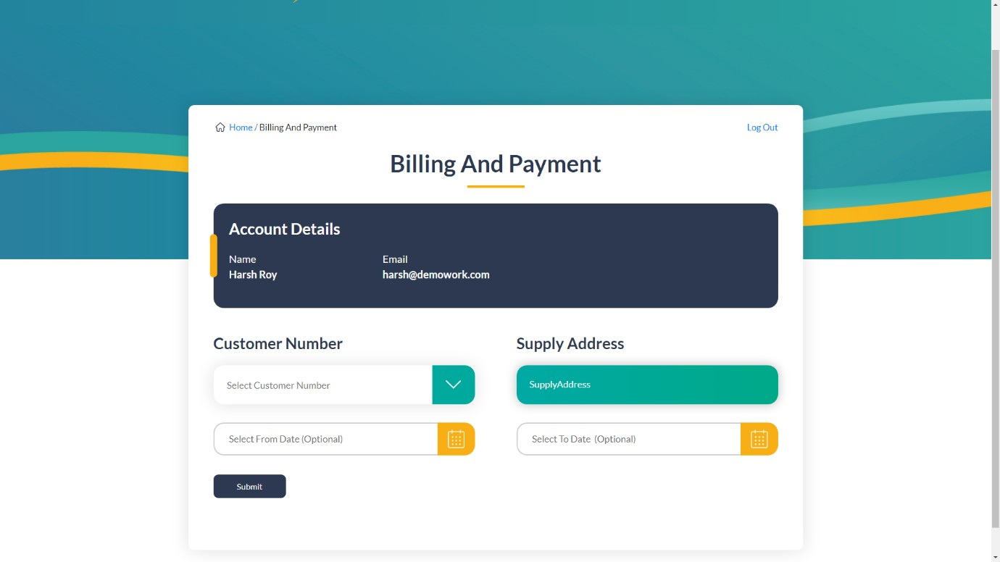 Home / Billing And Payment
Log Out
Billing And Payment
Account Details
Name
Email
Harsh Roy
harsh@demowork.com
Customer Number
Supply Address
Select Customer Number
SupplyAddress
Select From Date (Optional)
Select To Date  (Optional)
Submit